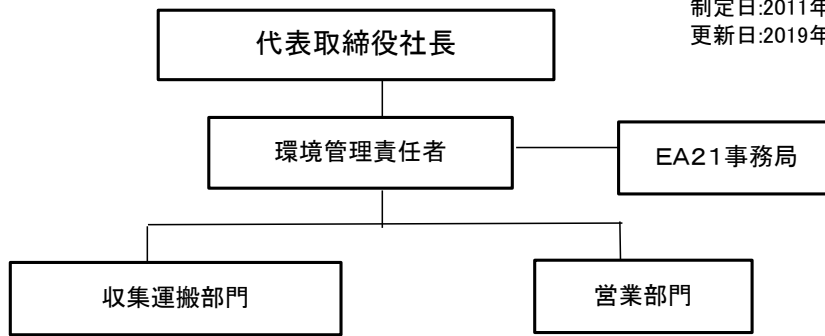 制定日:2011年
更新日:2019年
代表取締役社長
環境管理責任者
EA21事務局
収集運搬部門
営業部門